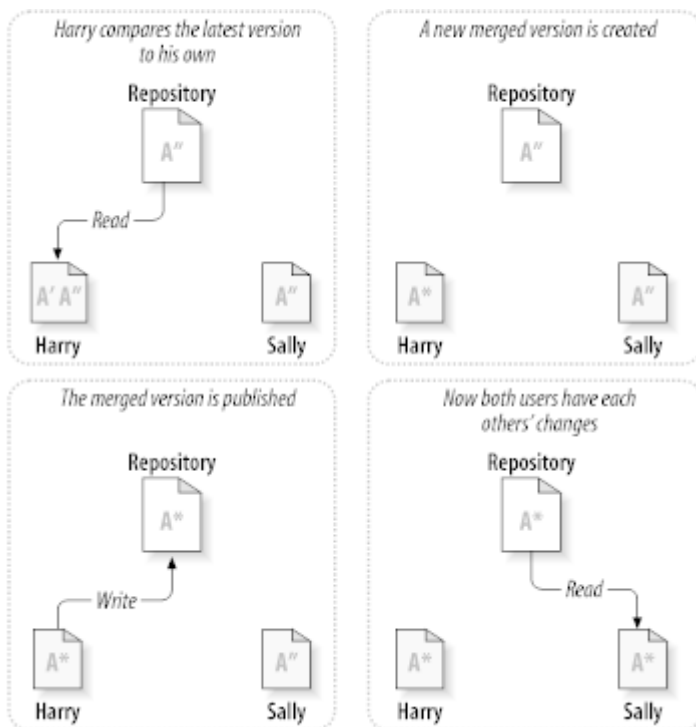 Harry compares the latest version
to his own
Repository
A″
Read
A′ A″
A″
Harry
Sally
A new merged version is created
Repository
A″
A*
A″
Harry
Sally
The merged version is published
Repository
A*
Write
A*
A″
Harry
Sally
Now both users have each
others’ changes
Repository
A*
Read
A*
A*
Harry
Sally